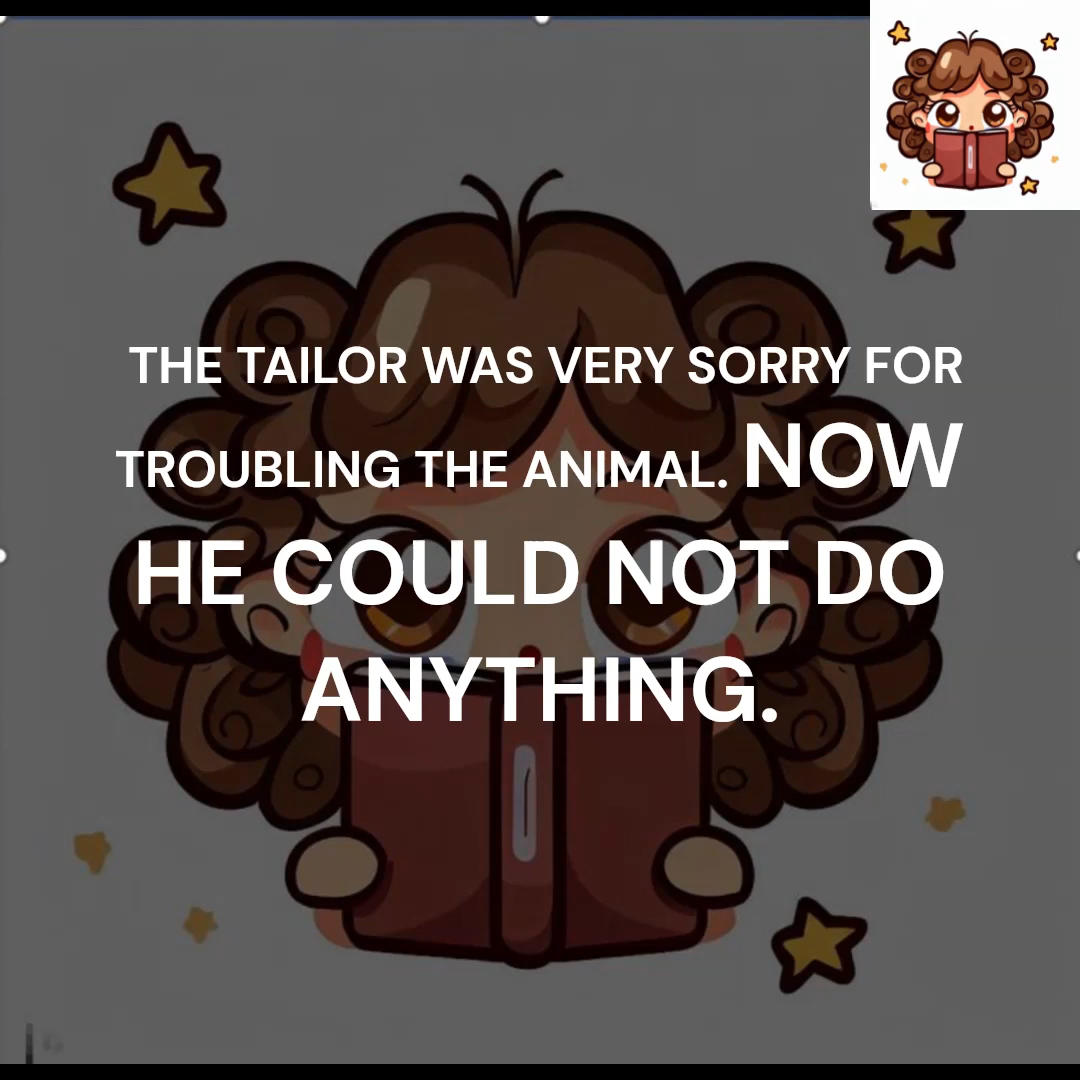 THE TAILOR WAS VERY SORRY FOR
TROUBLING THE ANIMAL. NOW
HE COULD NOT DO
ANYTHING.